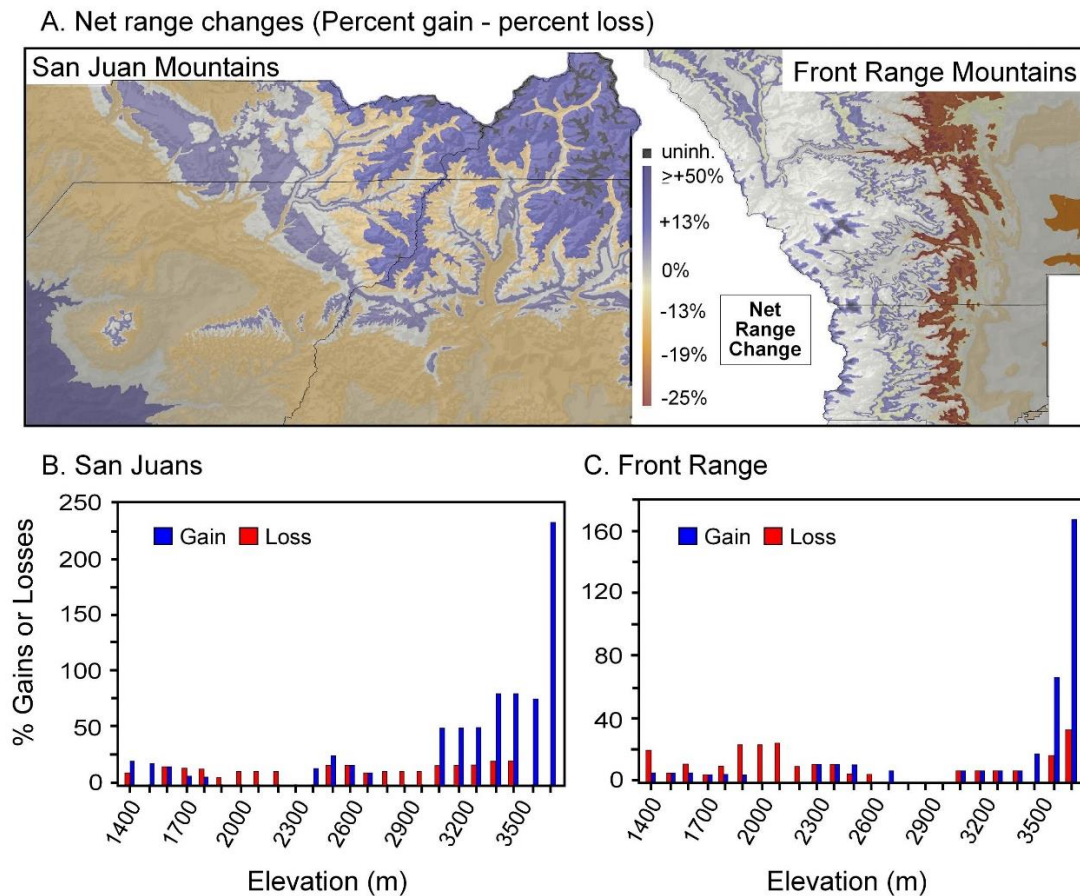 A. Net range changes (Percent gain - percent loss)
San Juan Mountains
Front Range Mountains
uninh.
≥+50%
+13%
0%
-13%
-19%
-25%
Net
Range
Change
B. San Juans
% Gains or Losses
250
200
150
100
50
0
Gain Loss
1400 1700 2000 2300 2600 2900 3200 3500
Elevation (m)
C. Front Range
160
120
80
40
0
Gain Loss
1400 1700 2000 2300 2600 2900 3200 3500
Elevation (m)